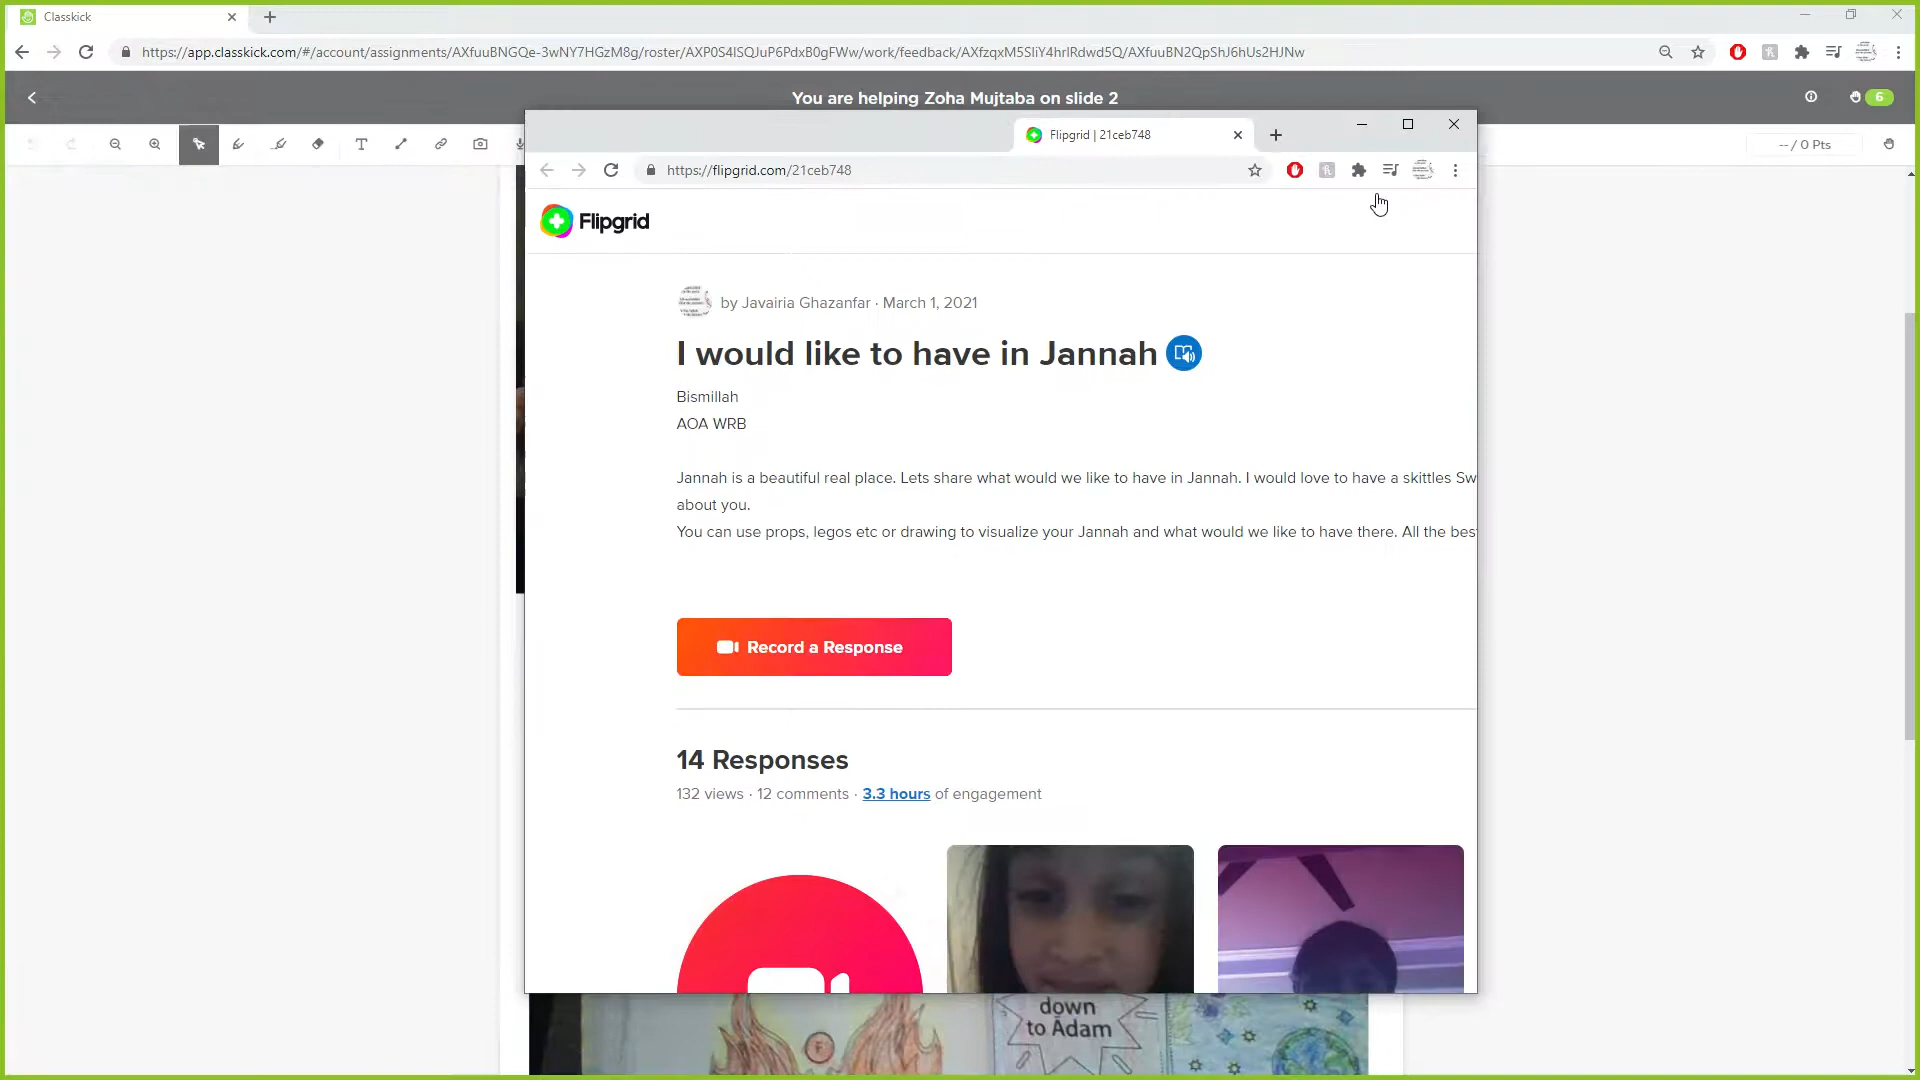 Classkick
https://app.classkick.com/#/account/assignments/AXfuuBNGQe-3wNY7HGzM8g/roster/AXP0S4lSQJuP6PdxB0gFWw/work/feedback/AXfzqxM5SIiY4hrlRdwd5Q/AXfuuBN2QpShJ6hUs2HJNw
You are helping Zoha Mujtaba on slide 2
6
-- / 0 Pts
Flipgrid | 21ceb748
https://flipgrid.com/21ceb748
Flipgrid
by Javairia Ghazanfar · March 1, 2021
I would like to have in Jannah
Bismillah
AOA WRB
Jannah is a beautiful real place. Lets share what would we like to have in Jannah. I would love to have a skittles Sw
about you.
You can use props, legos etc or drawing to visualize your Jannah and what would we like to have there. All the bes
Record a Response
14 Responses
132 views · 12 comments · 3.3 hours of engagement
down
to Adam